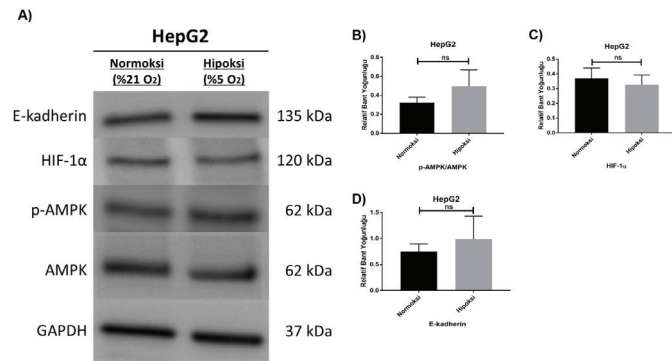 A)
HepG2
Normoksi Hipoksi
(%21 O₂) (%5 O₂)
E-kadherin 135 kDa
HIF-1α 120 kDa
p-AMPK 62 kDa
AMPK 62 kDa
GAPDH 37 kDa
B)
HepG2
ns
Relatif Bant Yoğunluğu
0.8
0.6
0.4
0.2
0.0
Normoksi Hipoksi
p-AMPK/AMPK
C)
HepG2
ns
Relatif Bant Yoğunluğu
0.5
0.4
0.3
0.2
0.1
0.0
Normoksi Hipoksi
HIF-1α
D)
HepG2
ns
Relatif Bant Yoğunluğu
1.5
1.0
0.5
0.0
Normoksi Hipoksi
E-kadherin